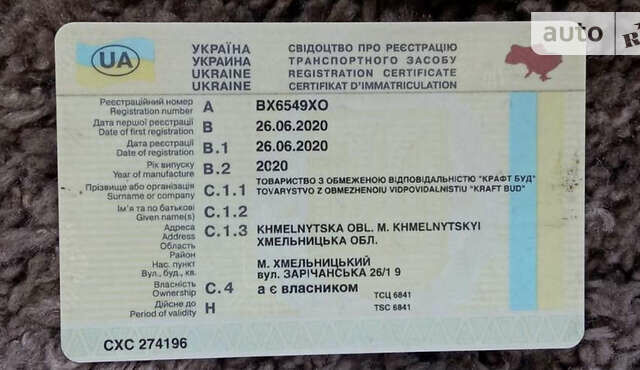 auto R
UA
УКРАЇНА СВІДОЦТВО ПРО РЕЄСТРАЦІЮ
УКРАИНА ТРАНСПОРТНОГО ЗАСОБУ
UKRAINE REGISTRATION CERTIFICATE
UKRAINE CERTIFIKAT D'IMMATRICULATION
Реєстраційний номер
Registration number A BX6549XO
Дата першої реєстрації
Date of first registration B 26.06.2020
Дата реєстрації
Date of registration B.1 26.06.2020
Рік випуску
Year of manufacture B.2 2020
Прізвище або організація
Surname or company C.1.1 ТОВАРИСТВО З ОБМЕЖЕНОЮ ВІДПОВІДАЛЬНІСТЮ "КРАФТ БУД"
TOVARYSTVO Z OBMEZHENOIU VIDPOVIDALNISTIU "KRAFT BUD"
Ім'я та по батькові
Given name(s) C.1.2
Адреса
Address C.1.3 KHMELNYTSKA OBL. M. KHMELNYTSKYI
Область ХМЕЛЬНИЦЬКА ОБЛ.
Район
Нас. пункт М. ХМЕЛЬНИЦЬКИЙ
Вул., буд., кв. вул. ЗАРІЧАНСЬКА 26/1 9
Власність
Ownership C.4 а є власником ТСЦ 6841
Дійсне до
Period of validity H TSC 6841
CXC 274196